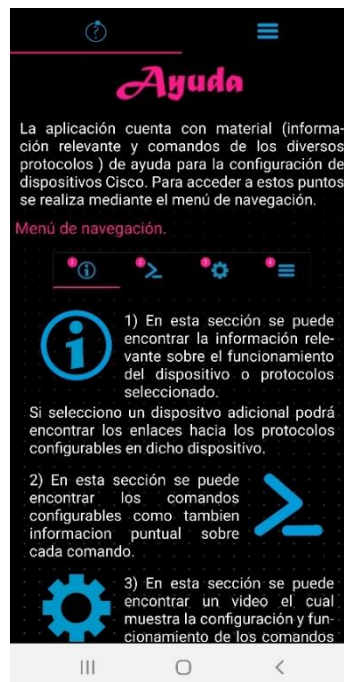 Ayuda
La aplicación cuenta con material (informa-
ción relevante y comandos de los diversos
protocolos ) de ayuda para la configuración de
dispositivos Cisco. Para acceder a estos puntos
se realiza mediante el menú de navegación.
Menú de navegación.
1 2 3 4
1) En esta sección se puede
encontrar la información rele-
vante sobre el funcionamiento
del dispositivo o protocolos
seleccionado.
Si selecciono un dispositvo adicional podrá
encontrar los enlaces hacia los protocolos
configurables en dicho dispositivo.
2) En esta sección se puede
encontrar los comandos
configurables como tambien
informacion puntual sobre
cada comando.
3) En esta sección se puede
encontrar un video el cual
muestra la configuración y fun-
cionamiento de los comandos